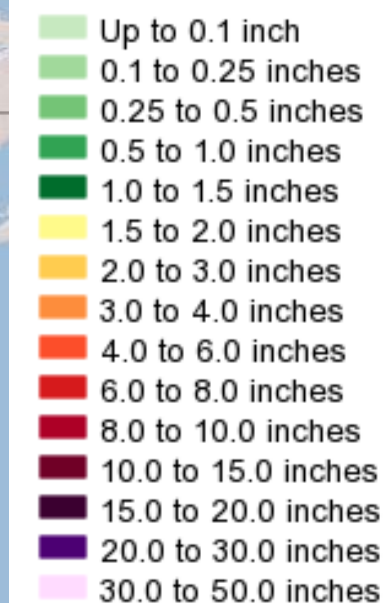 Up to 0.1 inch
0.1 to 0.25 inches
0.25 to 0.5 inches
0.5 to 1.0 inches
1.0 to 1.5 inches
1.5 to 2.0 inches
2.0 to 3.0 inches
3.0 to 4.0 inches
4.0 to 6.0 inches
6.0 to 8.0 inches
8.0 to 10.0 inches
10.0 to 15.0 inches
15.0 to 20.0 inches
20.0 to 30.0 inches
30.0 to 50.0 inches